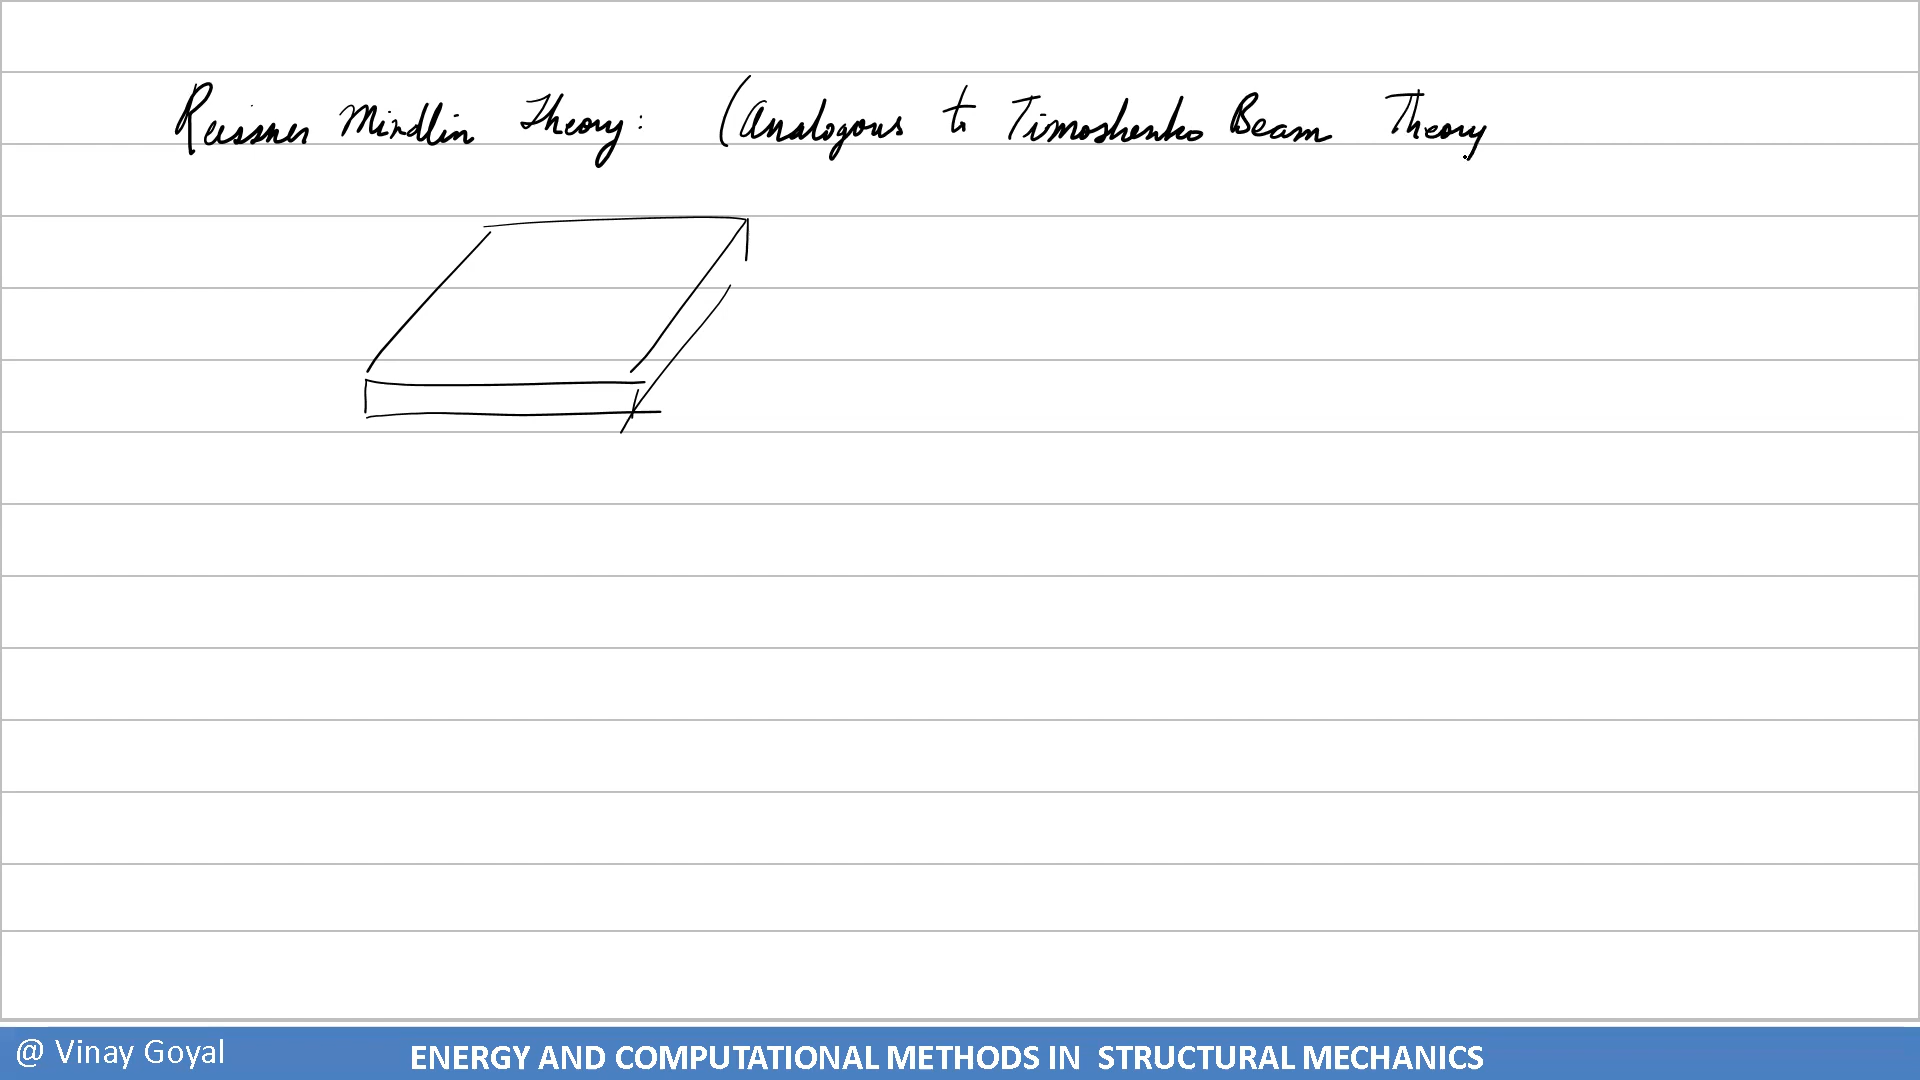 Reissner Mindlin Theory: (Analogous to Timoshenko Beam Theory
@ Vinay Goyal
ENERGY AND COMPUTATIONAL METHODS IN STRUCTURAL MECHANICS